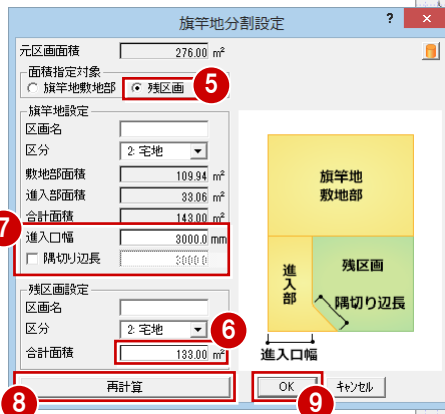 旗竿地分割設定 ? ×
元区画面積 276.00 m²
面積指定対象
旗竿地敷地部 残区画 5
旗竿地設定
区画名
区分 2: 宅地
敷地部面積 109.94 m²
進入部面積 33.06 m²
合計面積 143.00 m²
7
進入口幅 3000.0 mm
隅切り辺長 3000.0
残区画設定
区画名
区分 2: 宅地 6
合計面積 133.00 m²
再計算 8
旗竿地
敷地部
進入部
残区画
隅切り辺長
進入口幅
OK 9 キャンセル